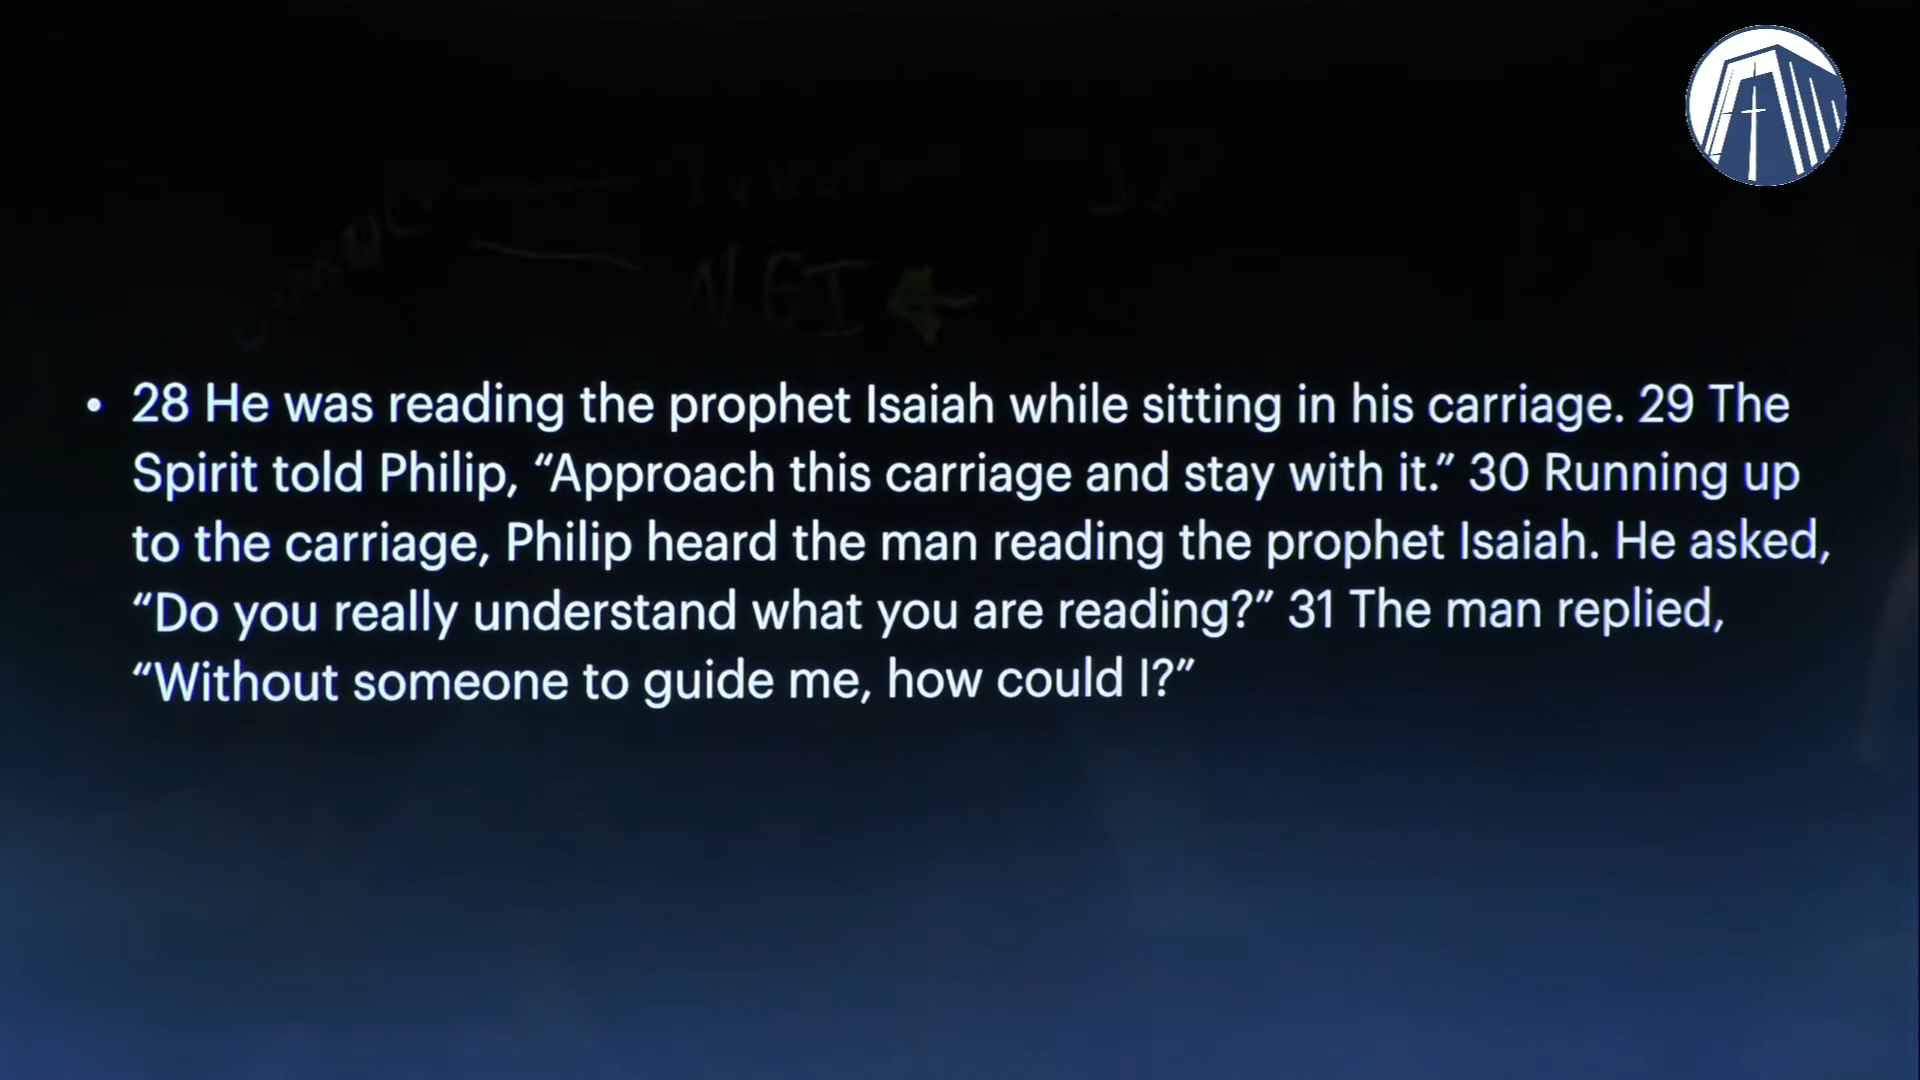 NET
• 28 He was reading the prophet Isaiah while sitting in his carriage. 29 The
Spirit told Philip, “Approach this carriage and stay with it.” 30 Running up
to the carriage, Philip heard the man reading the prophet Isaiah. He asked,
“Do you really understand what you are reading?” 31 The man replied,
“Without someone to guide me, how could I?”